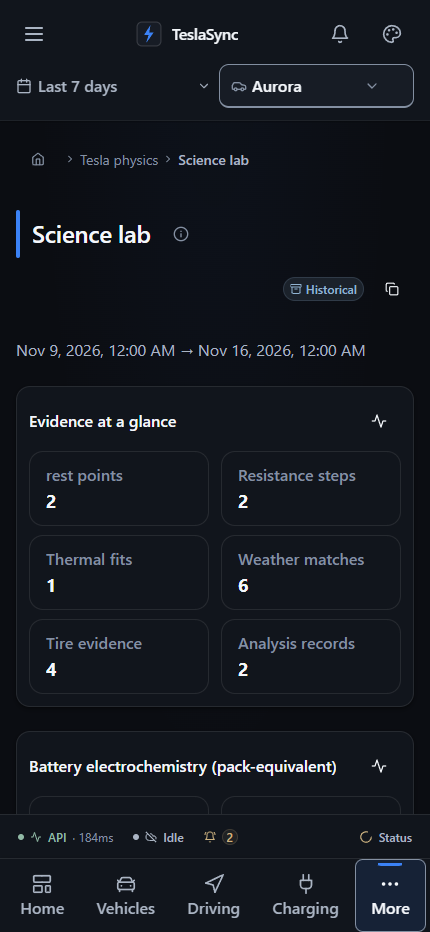 TeslaSync
Last 7 days
Aurora
Tesla physics
Science lab
Science lab
Historical
Nov 9, 2026, 12:00 AM → Nov 16, 2026, 12:00 AM
Evidence at a glance
rest points
2
Resistance steps
2
Thermal fits
1
Weather matches
6
Tire evidence
4
Analysis records
2
Battery electrochemistry (pack-equivalent)
API · 184ms
Idle
2
Status
Home
Vehicles
Driving
Charging
More